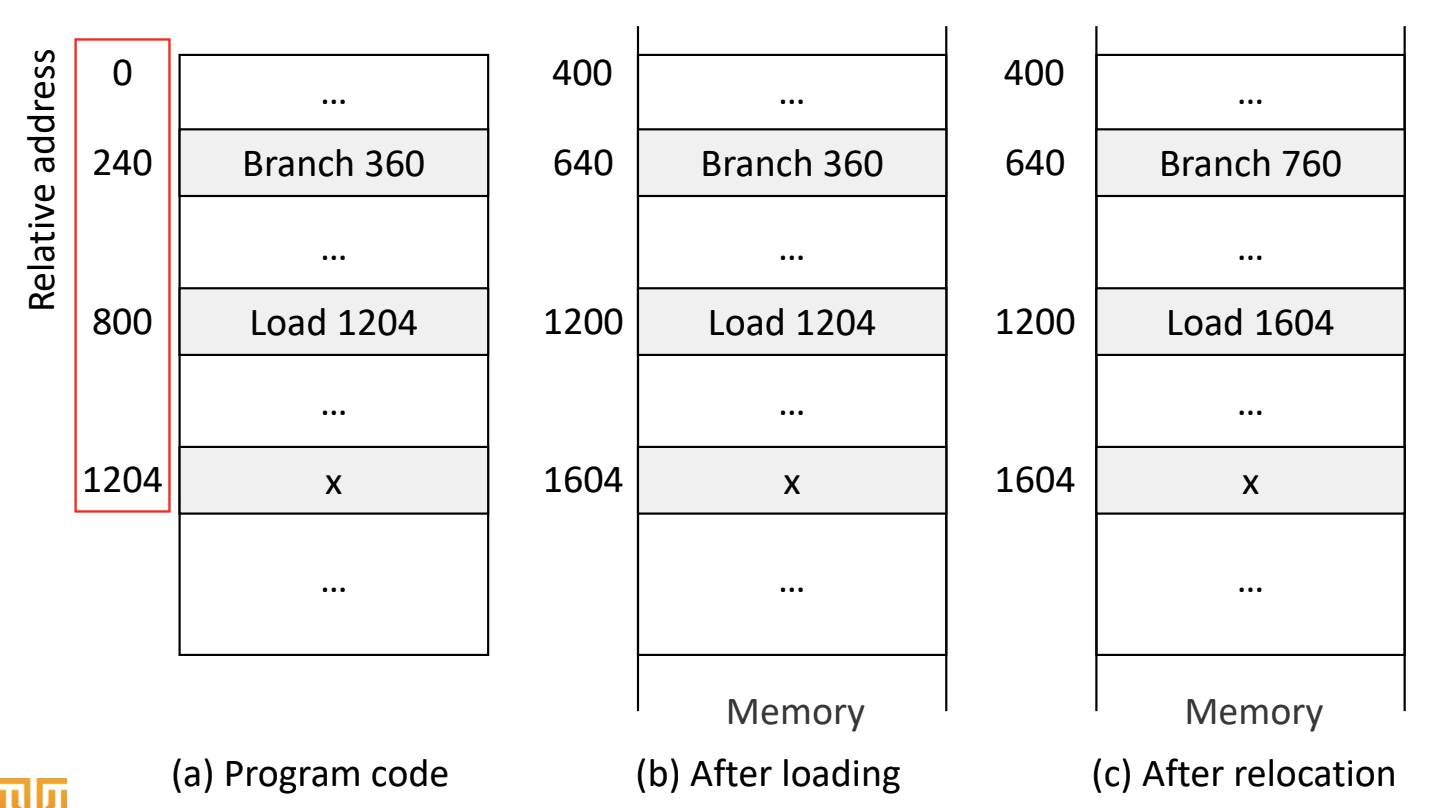 Relative address
0
...
400
...
400
...
240
Branch 360
640
Branch 360
640
Branch 760
...
...
...
800
Load 1204
1200
Load 1204
1200
Load 1604
...
...
...
1204
x
1604
x
1604
x
...
...
...
Memory
Memory
(a) Program code
(b) After loading
(c) After relocation